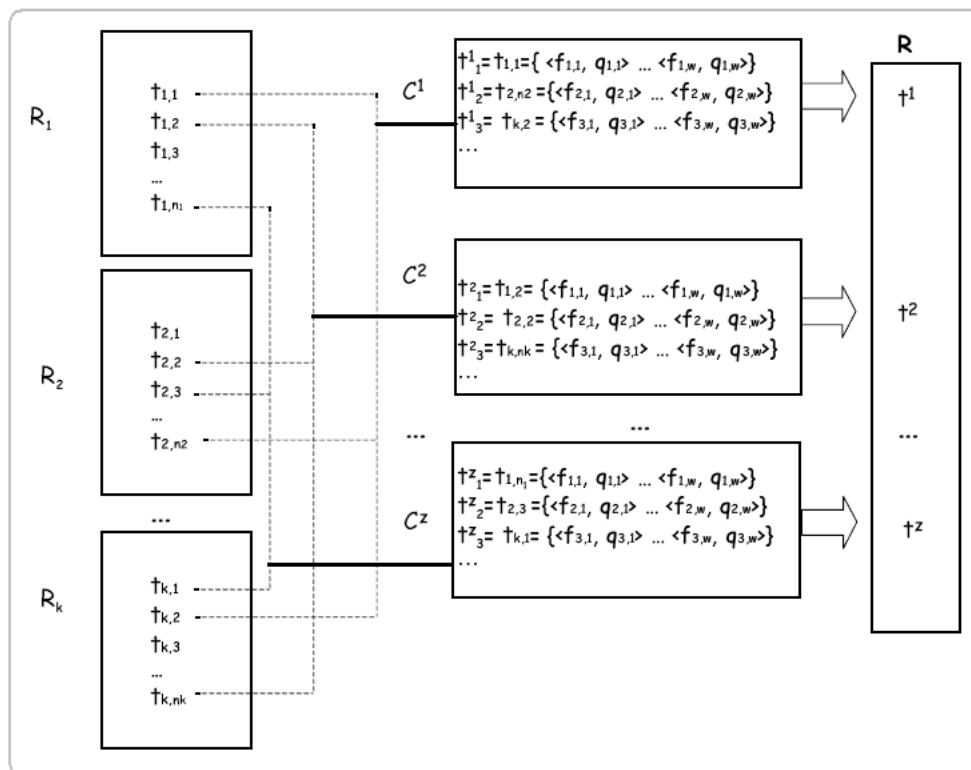 R₁
t₁,₁
t₁,₂
t₁,₃
...
t₁,n₁
R₂
t₂,₁
t₂,₂
t₂,₃
...
t₂,n2
...
Rₖ
tₖ,₁
tₖ,₂
tₖ,₃
...
tₖ,nk
C¹
t¹₁=t₁,₁={ <f₁,₁, q₁,₁> ... <f₁,w, q₁,w>}
t¹₂=t₂,n2 ={<f₂,₁, q₂,₁> ... <f₂,w, q₂,w>}
t¹₃= tₖ,₂ = {<f₃,₁, q₃,₁> ... <f₃,w, q₃,w>}
...
C²
t²₁=t₁,₂= {<f₁,₁, q₁,₁> ... <f₁,w, q₁,w>}
t²₂= t₂,₂= {<f₂,₁, q₂,₁> ... <f₂,w, q₂,w>}
t²₃=tₖ,nk = {<f₃,₁, q₃,₁> ... <f₃,w, q₃,w>}
...
... ...
Cᶻ
tᶻ₁=t₁,n₁={<f₁,₁, q₁,₁> ... <f₁,w, q₁,w>}
tᶻ₂=t₂,₃ ={<f₂,₁, q₂,₁> ... <f₂,w, q₂,w>}
tᶻ₃= tₖ,₁= {<f₃,₁, q₃,₁> ... <f₃,w, q₃,w>}
...
R
t¹
t²
...
tᶻ